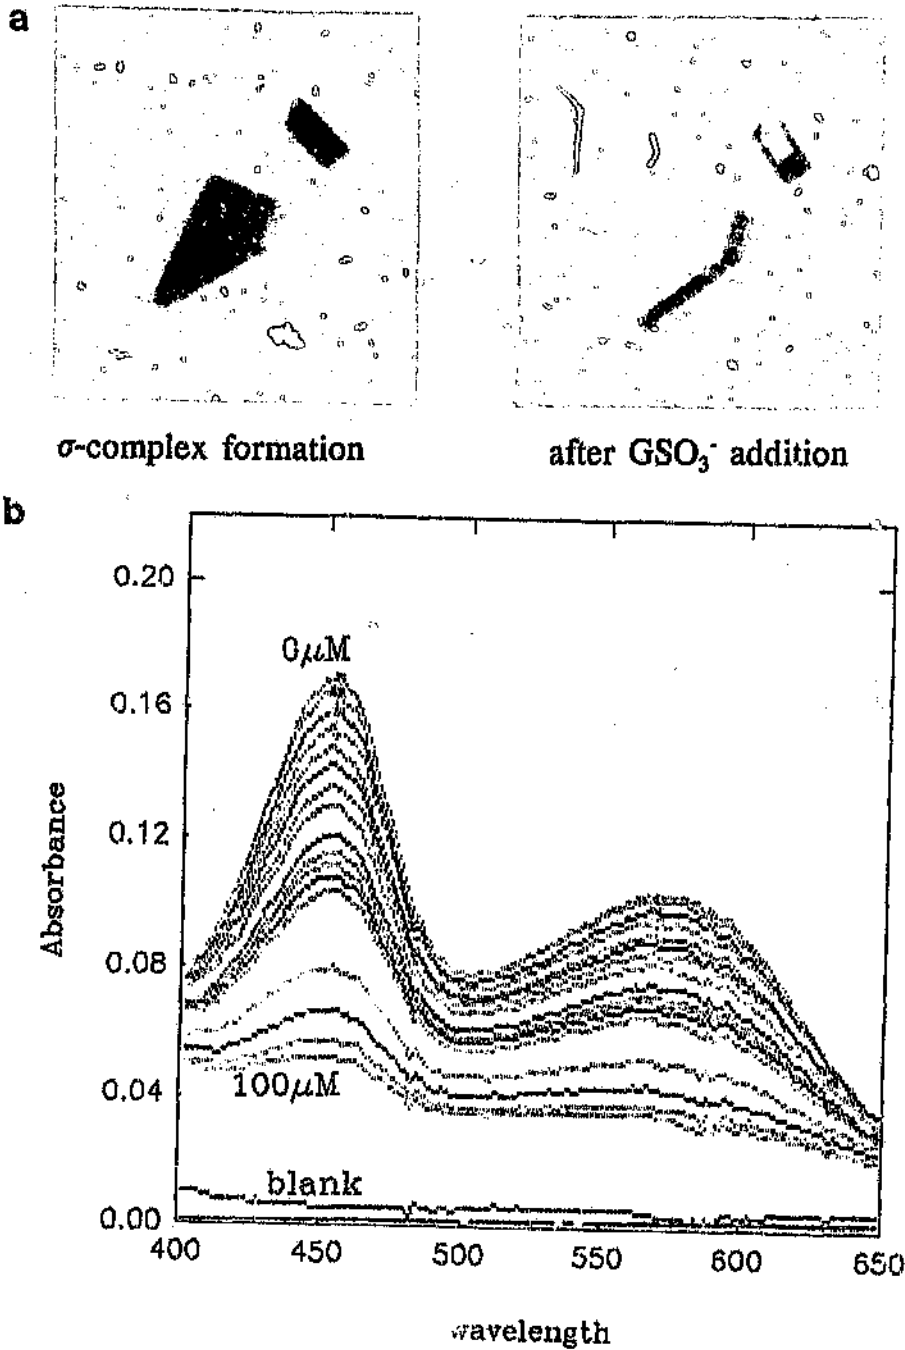 a
σ-complex formation
after GSO₃⁻ addition
b
0.20
0.16
0.12
0.08
0.04
0.00
Absorbance
0μM
100μM
blank
400 450 500 550 600 650
wavelength